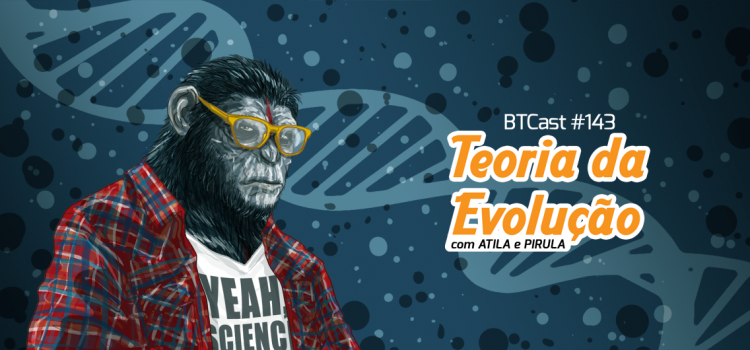 BTCast #143
Teoria da
Evolução
com ATILA e PIRULA
YEAH!
SCIENC